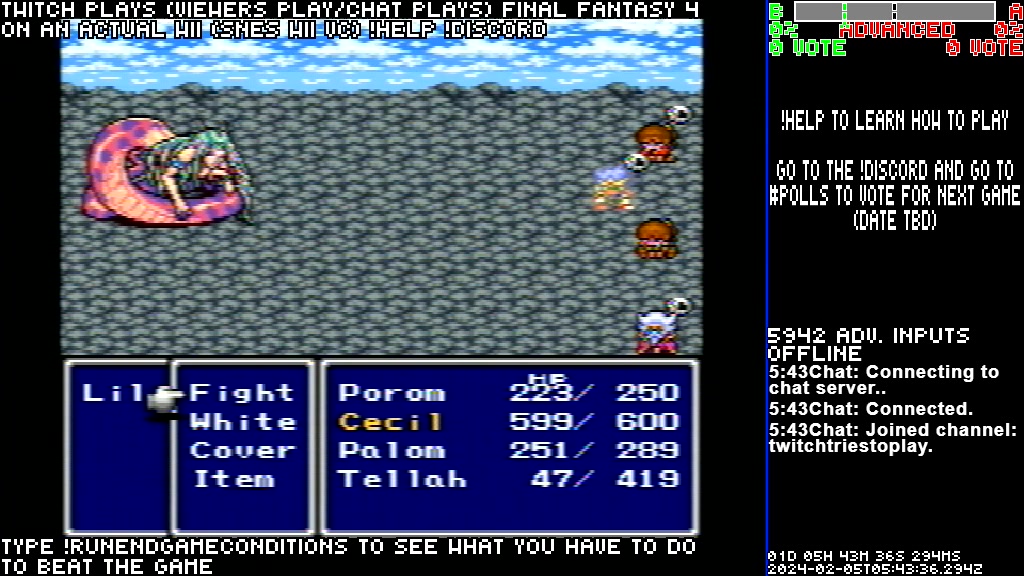 TWITCH PLAYS (VIEWERS PLAY/CHAT PLAYS) FINAL FANTASY 4
ON AN ACTUAL WII (SNES WII VC) !HELP !DISCORD
B A
0% ADVANCED 0%
0 VOTE 0 VOTE
!HELP TO LEARN HOW TO PLAY
GO TO THE !DISCORD AND GO TO
#POLLS TO VOTE FOR NEXT GAME
(DATE TBD)
5942 ADV. INPUTS
OFFLINE
5:43Chat: Connecting to
chat server..
5:43Chat: Connected.
5:43Chat: Joined channel:
twitchtriestoplay.
HP
Fight Porom 223/ 250
White Cecil 599/ 600
Cover Palom 251/ 289
Item Tellah 47/ 419
TYPE !RUNENDGAMECONDITIONS TO SEE WHAT YOU HAVE TO DO
TO BEAT THE GAME
01D 05H 43M 36S 294MS
2024-02-05T05:43:36.294Z